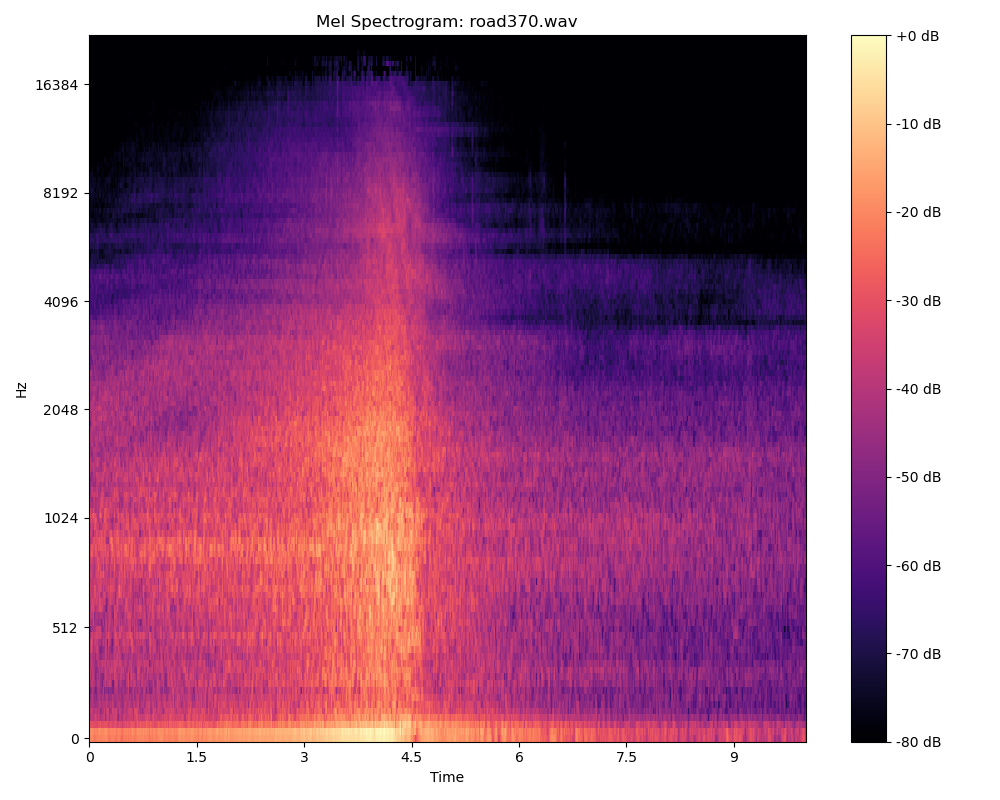 Mel Spectrogram: road370.wav
Hz
16384
8192
4096
2048
1024
512
0
0 1.5 3 4.5 6 7.5 9
Time
+0 dB
-10 dB
-20 dB
-30 dB
-40 dB
-50 dB
-60 dB
-70 dB
-80 dB